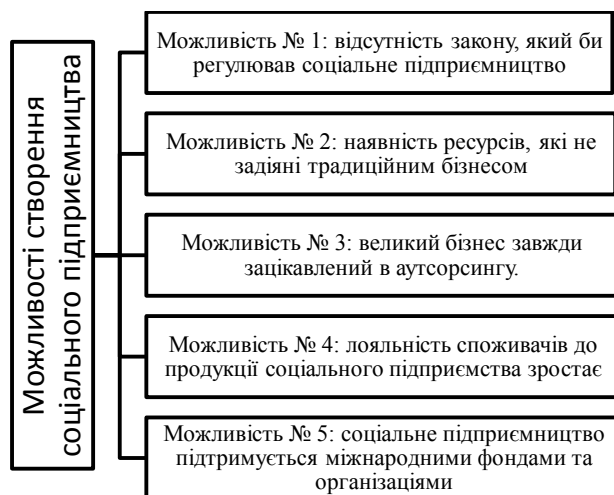 Можливості створення
соціального підприємництва
Можливість № 1: відсутність закону, який би
регулював соціальне підприємництво
Можливість № 2: наявність ресурсів, які не
задіяні традиційним бізнесом
Можливість № 3: великий бізнес завжди
зацікавлений в аутсорсингу.
Можливість № 4: лояльність споживачів до
продукції соціального підприємства зростає
Можливість № 5: соціальне підприємництво
підтримується міжнародними фондами та
організаціями